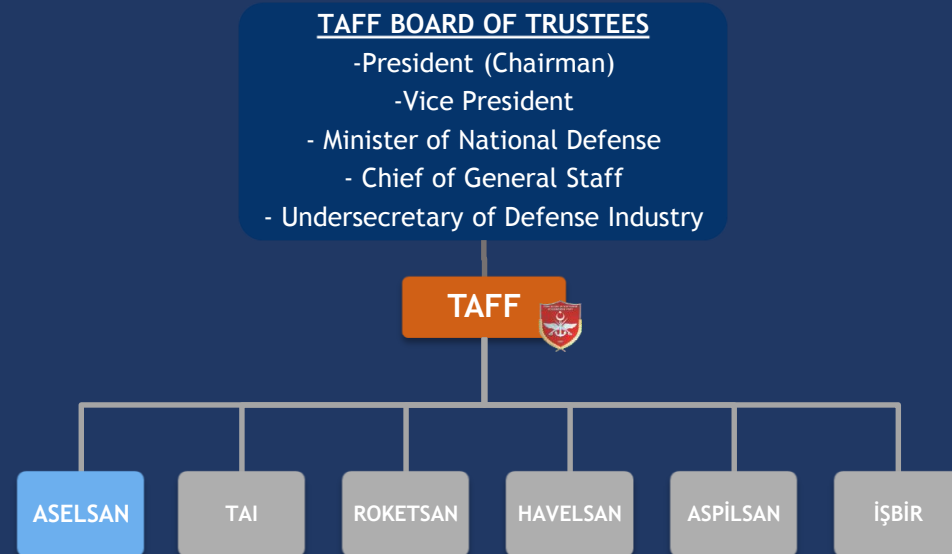 TAFF BOARD OF TRUSTEES
-President (Chairman)
-Vice President
- Minister of National Defense
- Chief of General Staff
- Undersecretary of Defense Industry
TAFF
ASELSAN
TAI
ROKETSAN
HAVELSAN
ASPİLSAN
İŞBİR